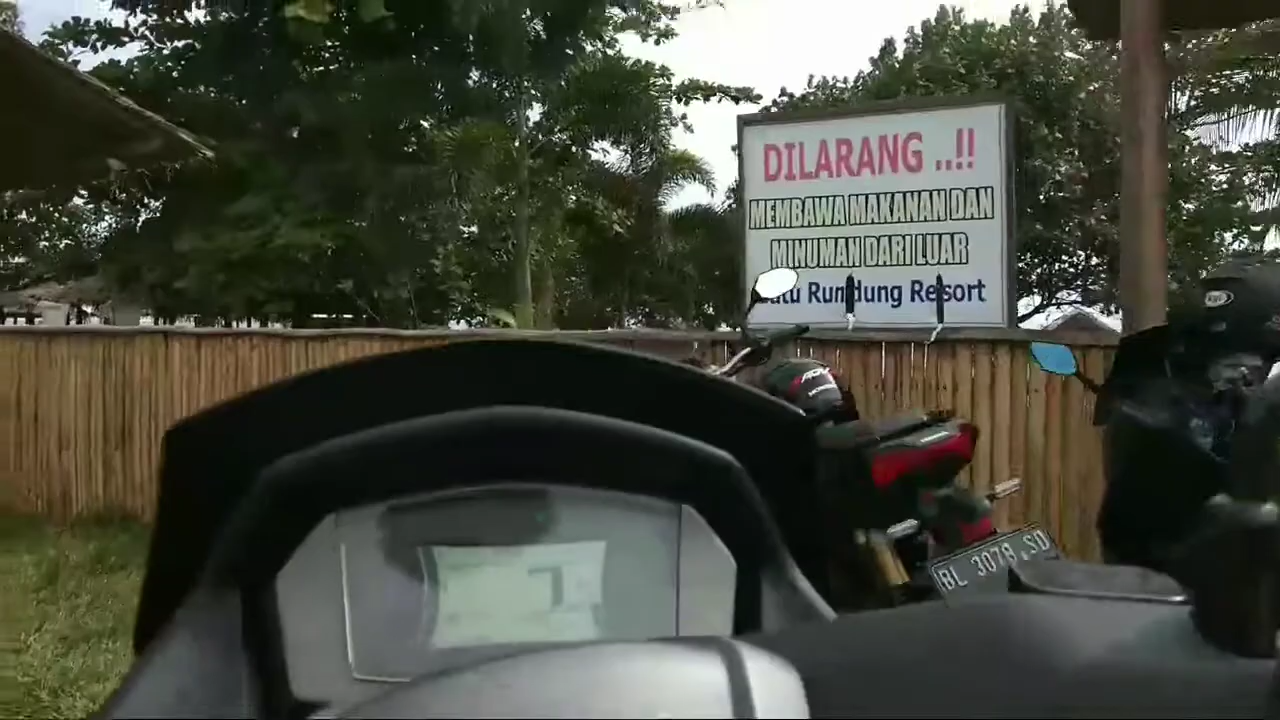 DILARANG ..!!
MEMBAWA MAKANAN DAN
MINUMAN DARI LUAR
Rundung Resort
BL 3078 SD